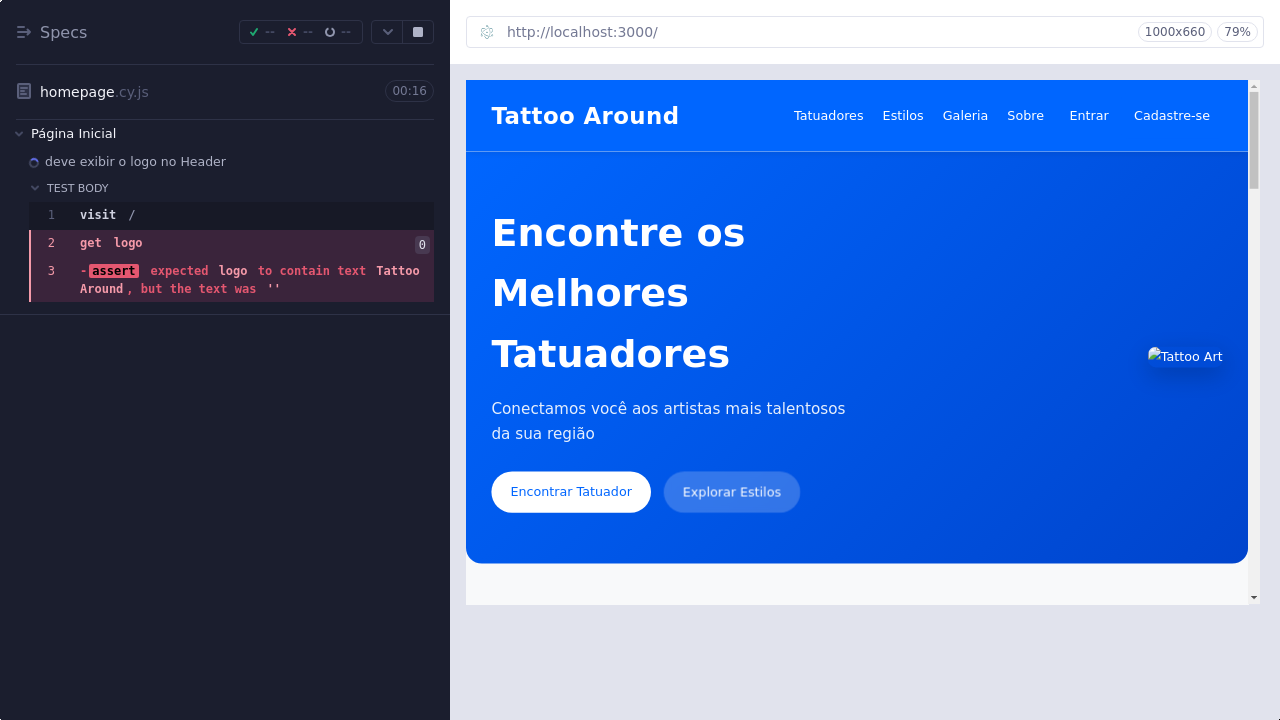 Specs
--
--
--
homepage.cy.js
00:16
Página Inicial
deve exibir o logo no Header
TEST BODY
1 visit /
2 get logo 0
3 -assert expected logo to contain text Tattoo
Around, but the text was ''
http://localhost:3000/
1000x660
79%
Tattoo Around
Tatuadores Estilos Galeria Sobre Entrar Cadastre-se
Encontre os
Melhores
Tatuadores
Tattoo Art
Conectamos você aos artistas mais talentosos
da sua região
Encontrar Tatuador
Explorar Estilos